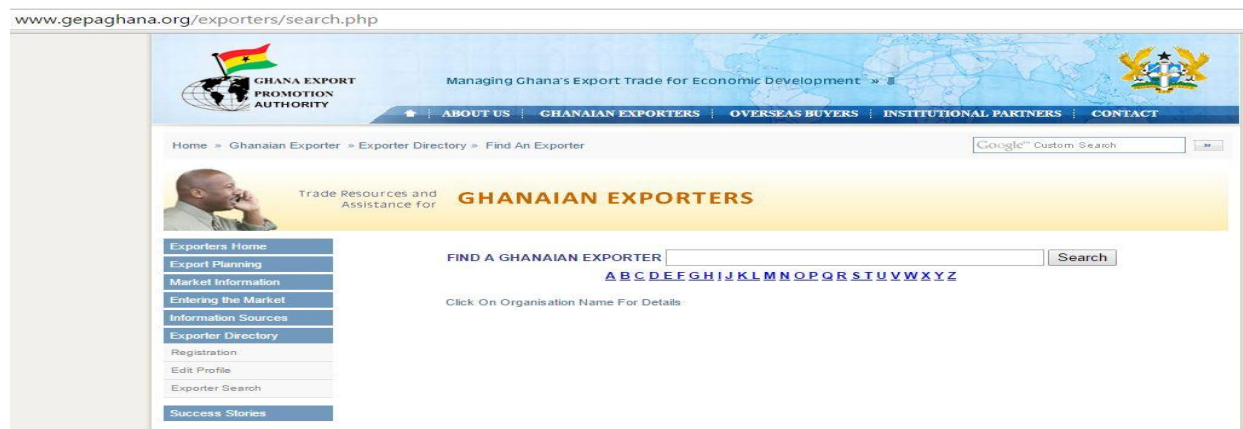 www.gepaghana.org/exporters/search.php
GHANA EXPORT
PROMOTION
AUTHORITY
Managing Ghana's Export Trade for Economic Development »
ABOUT US GHANAIAN EXPORTERS OVERSEAS BUYERS INSTITUTIONAL PARTNERS CONTACT
Home » Ghanaian Exporter » Exporter Directory » Find An Exporter
Google™ Custom Search »
Trade Resources and
Assistance for
GHANAIAN EXPORTERS
Exporters Home
Export Planning
Market Information
Entering the Market
Information Sources
Exporter Directory
Registration
Edit Profile
Exporter Search
Success Stories
FIND A GHANAIAN EXPORTER Search
A B C D E F G H I J K L M N O P Q R S T U V W X Y Z
Click On Organisation Name For Details